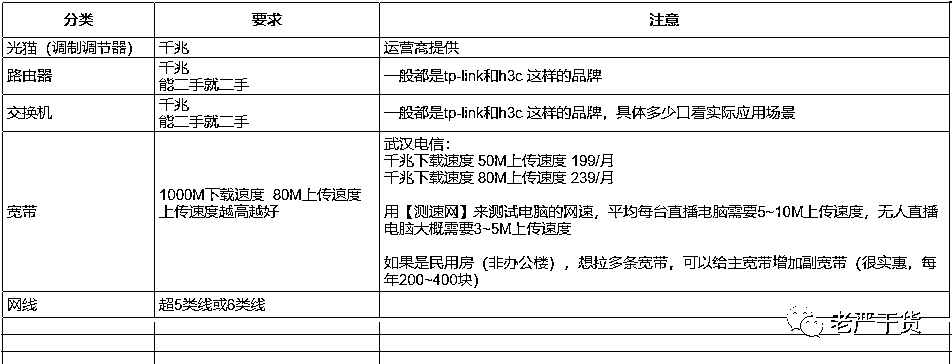 分类 要求 注意
光猫（调制调节器） 千兆 运营商提供
路由器 千兆 一般都是tp-link和h3c 这样的品牌
能二手就二手
交换机 千兆 一般都是tp-link和h3c 这样的品牌，具体多少口看实际应用场景
能二手就二手
宽带 1000M下载速度 80M上传速度
上传速度越高越好
武汉电信：
千兆下载速度 50M上传速度 199/月
千兆下载速度 80M上传速度 239/月
用【测速网】来测试电脑的网速，平均每台直播电脑需要5~10M上传速度，无人直播
电脑大概需要3~5M上传速度
如果是民用房（非办公楼），想拉多条宽带，可以给主宽带增加副宽带（很实惠，每
年200~400块）
网线 超5类线或6类线
老严干货